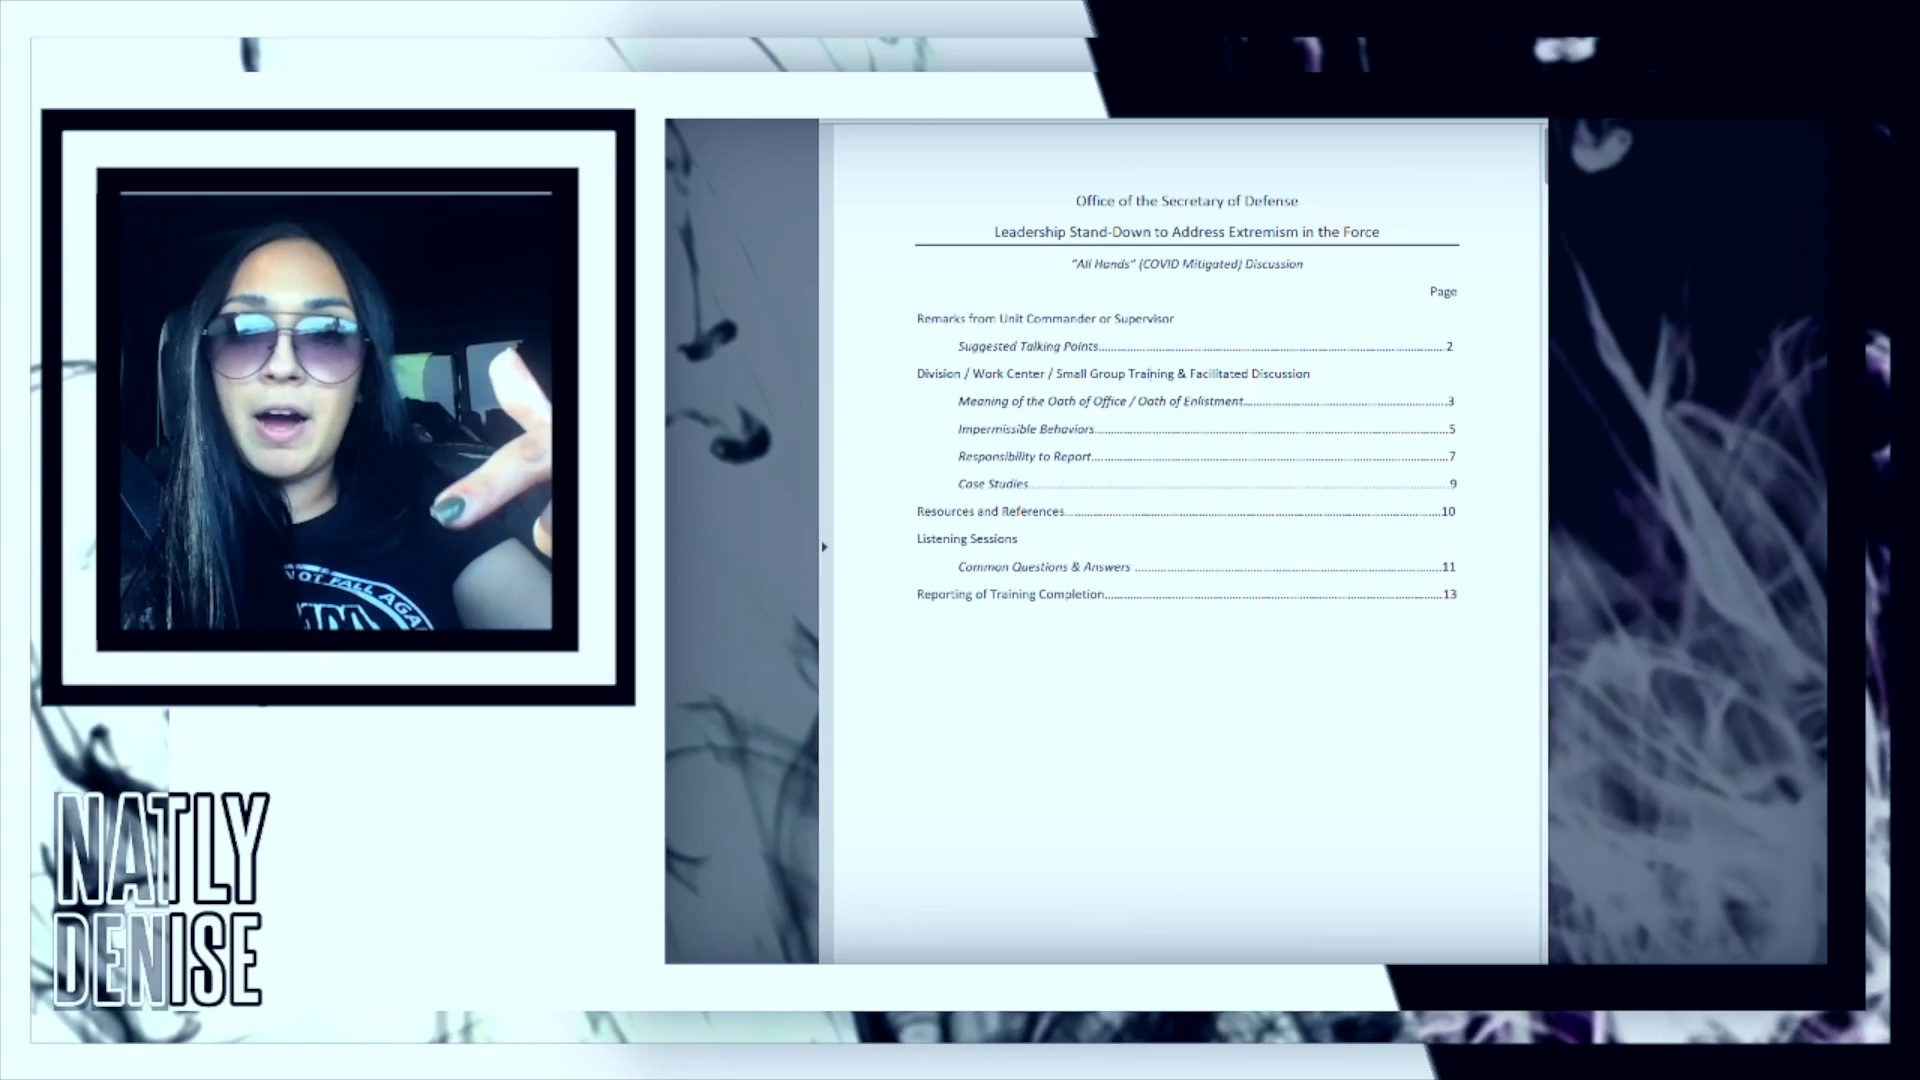 NOT FALL AGA
NATLY
DENISE
Office of the Secretary of Defense
Leadership Stand-Down to Address Extremism in the Force
"All Hands" (COVID Mitigated) Discussion
Page
Remarks from Unit Commander or Supervisor
Suggested Talking Points 2
Division / Work Center / Small Group Training & Facilitated Discussion
Meaning of the Oath of Office / Oath of Enlistment 3
Impermissible Behaviors 5
Responsibility to Report 7
Case Studies 9
Resources and References 10
Listening Sessions
Common Questions & Answers 11
Reporting of Training Completion 13